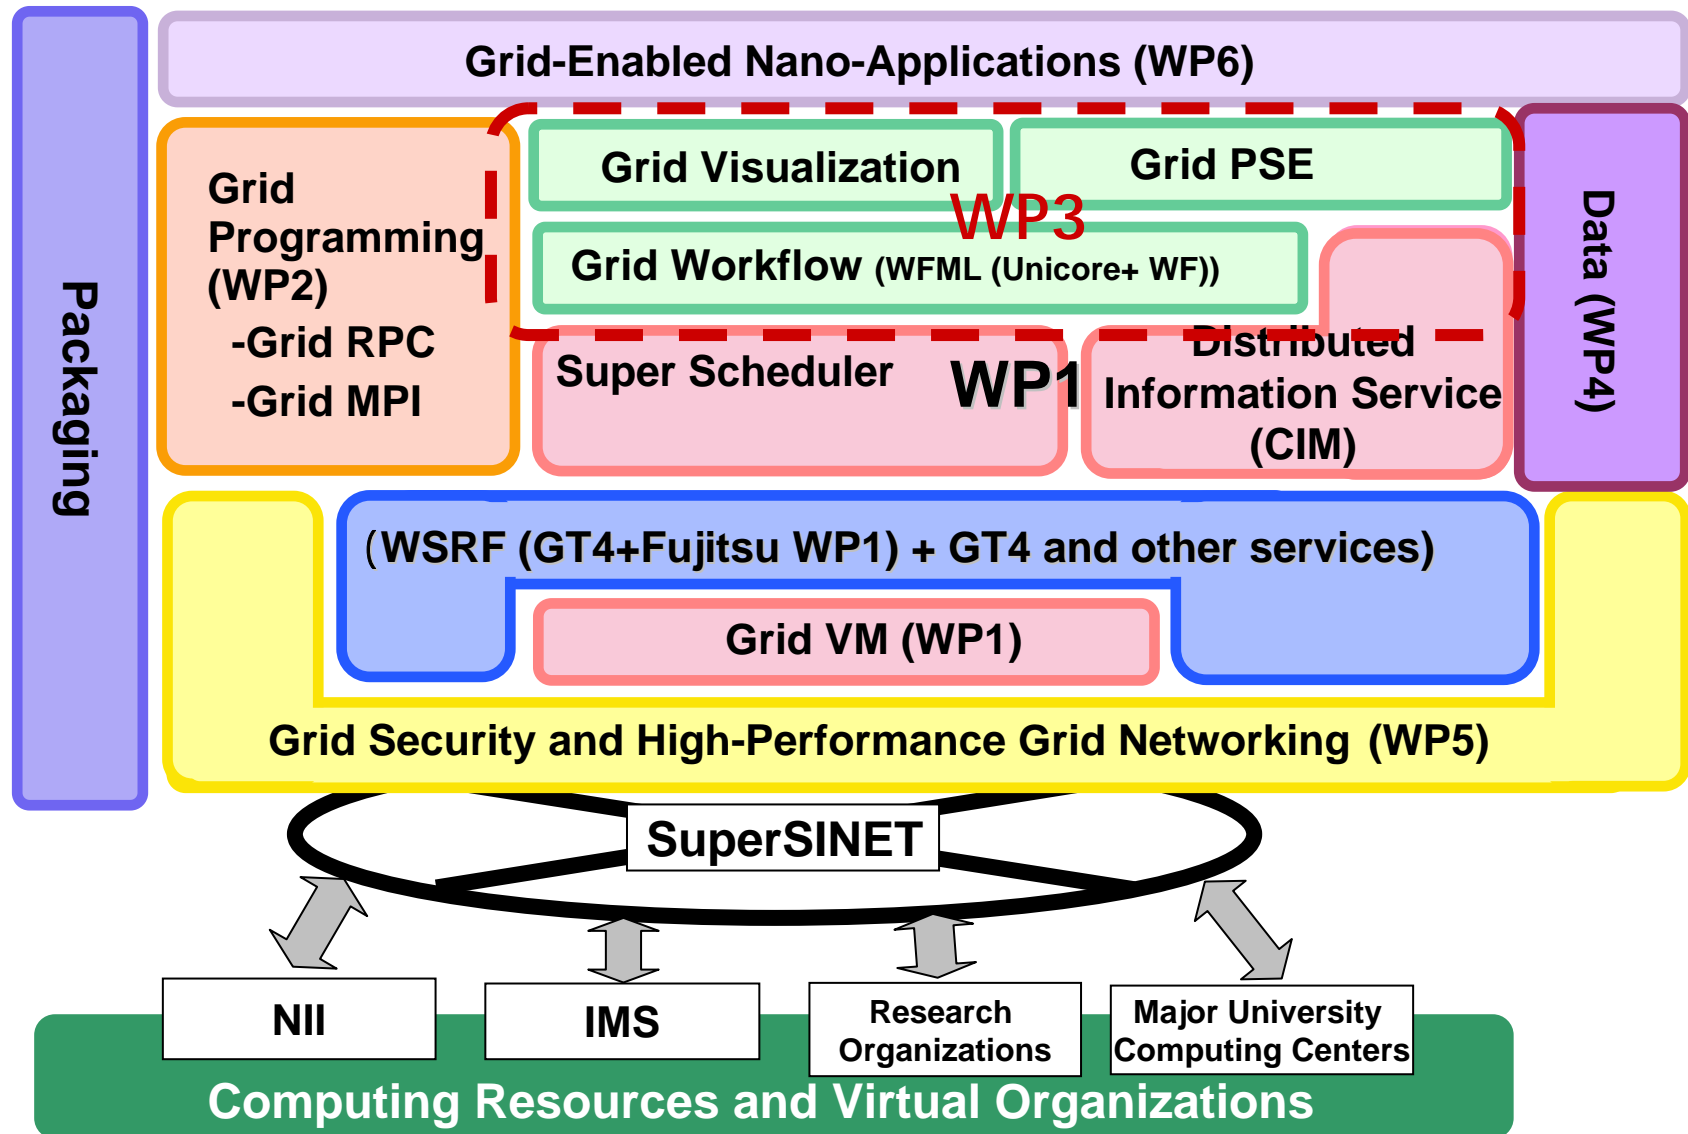 Packaging
Grid-Enabled Nano-Applications (WP6)
Grid
Programming
(WP2)
-Grid RPC
-Grid MPI
Grid Visualization
Grid PSE
WP3
Grid Workflow (WFML (Unicore+ WF))
Super Scheduler
WP1
Distributed
Information Service
(CIM)
Data (WP4)
(WSRF (GT4+Fujitsu WP1) + GT4 and other services)
Grid VM (WP1)
Grid Security and High-Performance Grid Networking (WP5)
SuperSINET
NII
IMS
Research
Organizations
Major University
Computing Centers
Computing Resources and Virtual Organizations